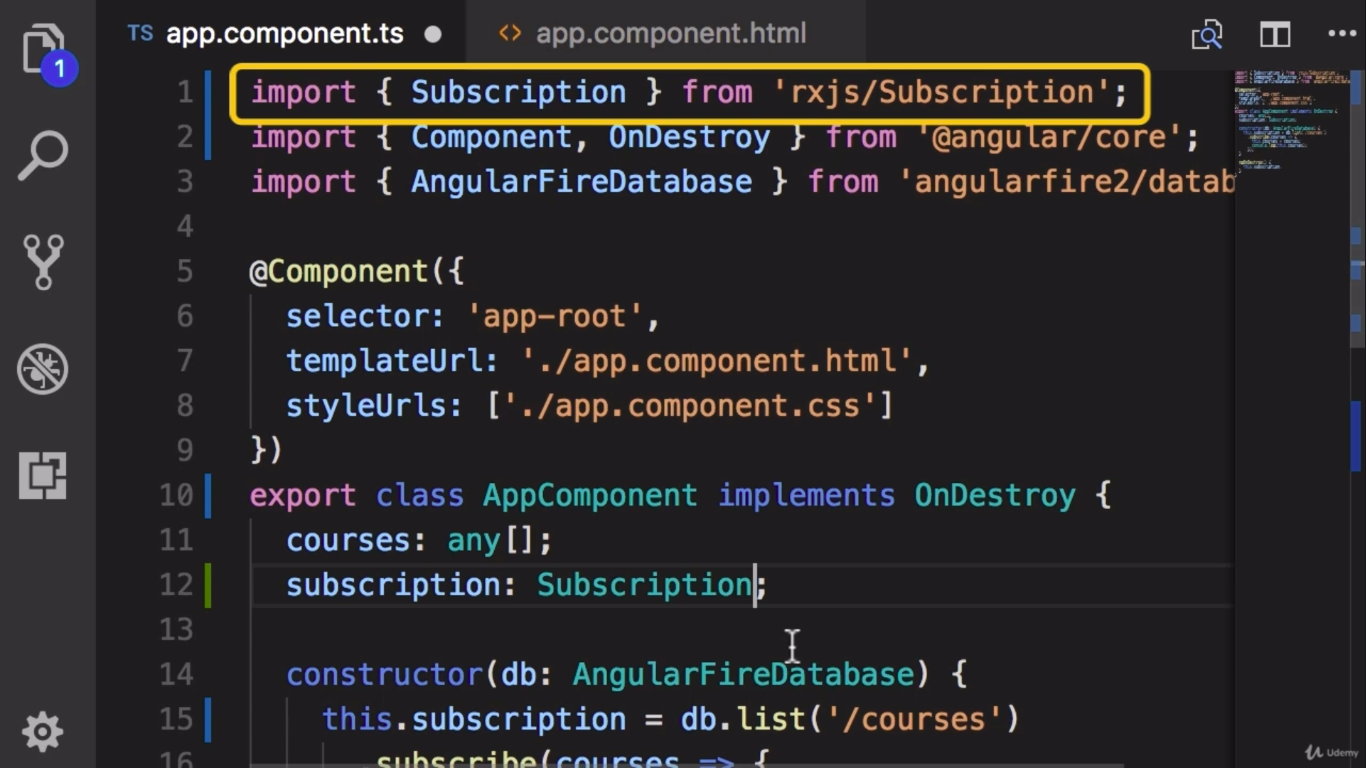 TS app.component.ts
<> app.component.html
1
1 import { Subscription } from 'rxjs/Subscription';
2 import { Component, OnDestroy } from '@angular/core';
3 import { AngularFireDatabase } from 'angularfire2/datab
4
5 @Component({
6 selector: 'app-root',
7 templateUrl: './app.component.html',
8 styleUrls: ['./app.component.css']
9 })
10 export class AppComponent implements OnDestroy {
11 courses: any[];
12 subscription: Subscription;
13
14 constructor(db: AngularFireDatabase) {
15 this.subscription = db.list('/courses')
16 .subscribe(courses => {
Udemy